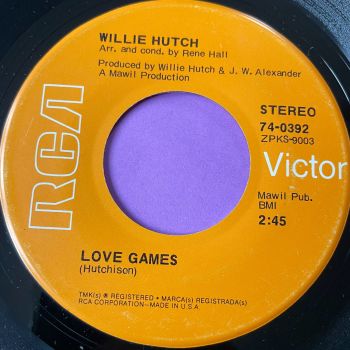 WILLIE HUTCH
Arr. and cond. by Rene Hall
Produced by Willie Hutch & J. W. Alexander
A Mawil Production
STEREO
74-0392
ZPKS-9003
RCA
Victor
Mawil Pub.
BMI
2:45
LOVE GAMES
(Hutchison)
TMK(s) ® REGISTERED • MARCA(s) REGISTRADA(s)
RCA CORPORATION—MADE IN U.S.A.